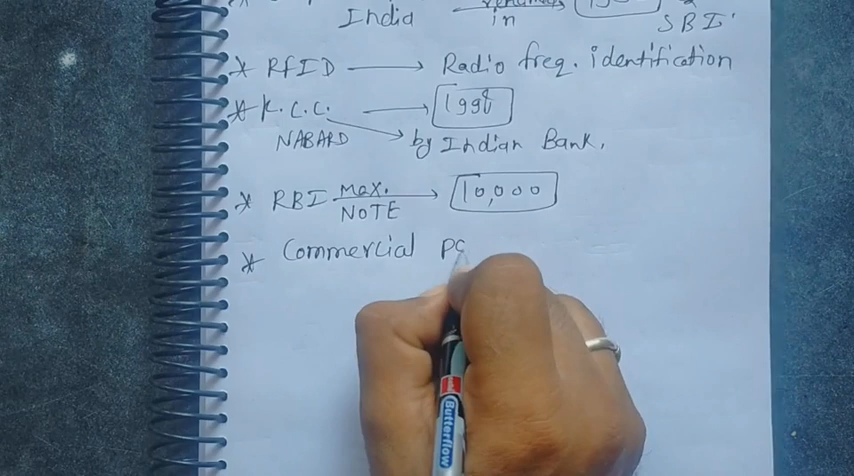 India in SBI
* RFID → Radio freq. identification
* K.C.C. → 1998
NABARD → by Indian Bank.
* RBI Max. NOTE → 10,000
* Commercial Pa
Butterflow